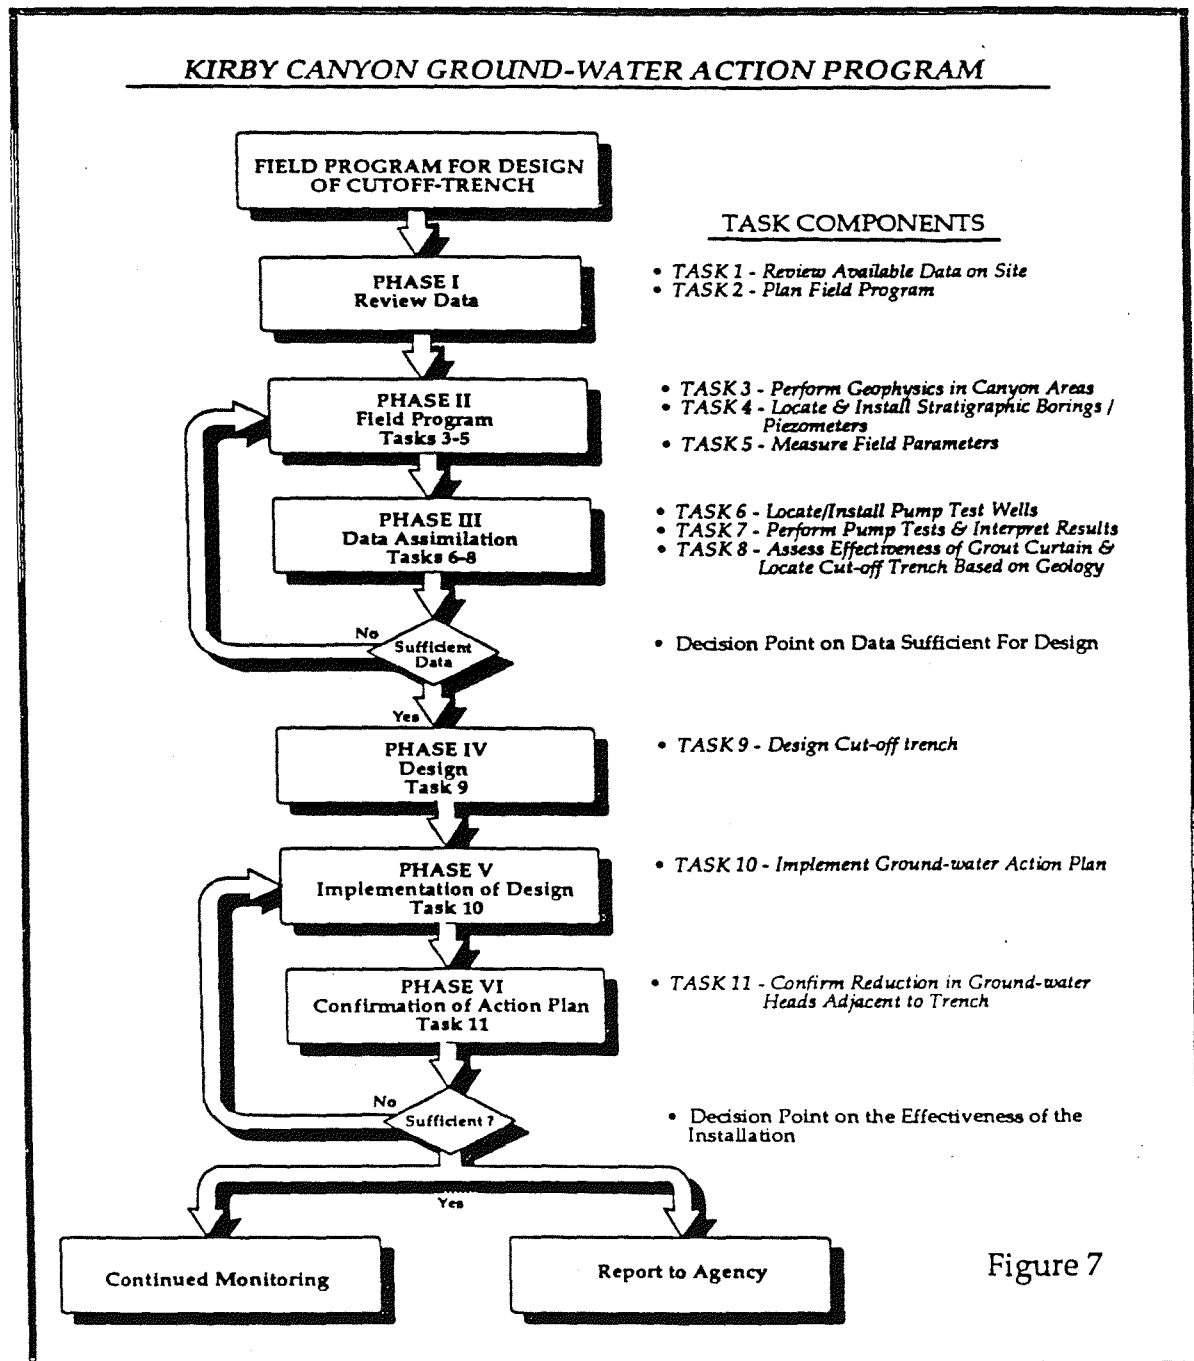 KIRBY CANYON GROUND-WATER ACTION PROGRAM
FIELD PROGRAM FOR DESIGN
OF CUTOFF-TRENCH
TASK COMPONENTS
PHASE I
Review Data
• TASK 1 - Review Available Data on Site
• TASK 2 - Plan Field Program
PHASE II
Field Program
Tasks 3-5
• TASK 3 - Perform Geophysics in Canyon Areas
• TASK 4 - Locate & Install Stratigraphic Borings /
Piezometers
• TASK 5 - Measure Field Parameters
PHASE III
Data Assimilation
Tasks 6-8
• TASK 6 - Locate/Install Pump Test Wells
• TASK 7 - Perform Pump Tests & Interpret Results
• TASK 8 - Assess Effectiveness of Grout Curtain &
Locate Cut-off Trench Based on Geology
No
Sufficient
Data
• Decision Point on Data Sufficient For Design
Yes
PHASE IV
Design
Task 9
• TASK 9 - Design Cut-off trench
PHASE V
Implementation of Design
Task 10
• TASK 10 - Implement Ground-water Action Plan
PHASE VI
Confirmation of Action Plan
Task 11
• TASK 11 - Confirm Reduction in Ground-water
Heads Adjacent to Trench
No
Sufficient ?
• Decision Point on the Effectiveness of the
Installation
Yes
Continued Monitoring
Report to Agency
Figure 7